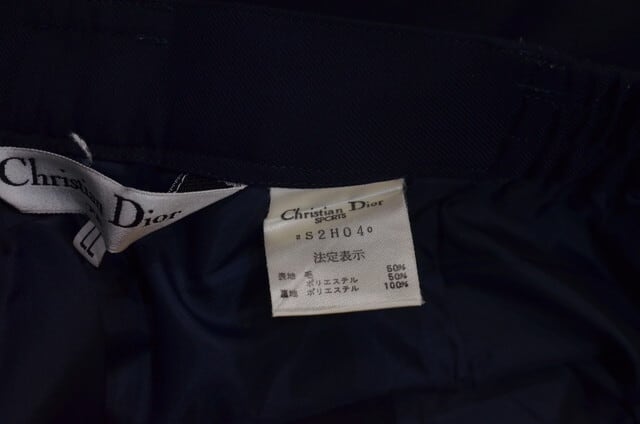 Christian Dior
LL
Christian Dior
SPORTS
S2H04
法定表示
表地 毛 50%
ポリエステル 50%
裏地 ポリエステル 100%